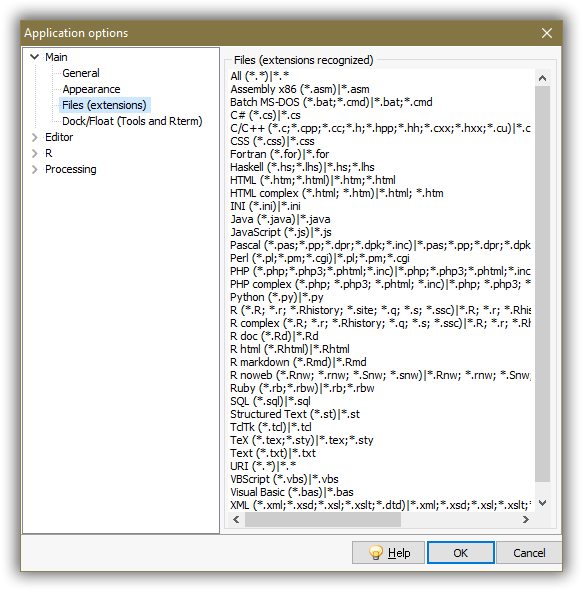 Application options
Main
General
Appearance
Files (extensions)
Dock/Float (Tools and Rterm)
Editor
R
Processing
Files (extensions recognized)
All (*.*)|*.*
Assembly x86 (*.asm)|*.asm
Batch MS-DOS (*.bat;*.cmd)|*.bat;*.cmd
C# (*.cs)|*.cs
C/C++ (*.c;*.cpp;*.cc;*.h;*.hpp;*.hh;*.cxx;*.hxx;*.cu)|*.c
CSS (*.css)|*.css
Fortran (*.for)|*.for
Haskell (*.hs;*.lhs)|*.hs;*.lhs
HTML (*.htm;*.html)|*.htm;*.html
HTML complex (*.html; *.htm)|*.html; *.htm
INI (*.ini)|*.ini
Java (*.java)|*.java
JavaScript (*.js)|*.js
Pascal (*.pas;*.pp;*.dpr;*.dpk;*.inc)|*.pas;*.pp;*.dpr;*.dpk
Perl (*.pl;*.pm;*.cgi)|*.pl;*.pm;*.cgi
PHP (*.php;*.php3;*.phtml;*.inc)|*.php;*.php3;*.phtml;*.inc
PHP complex (*.php; *.php3; *.phtml; *.inc)|*.php; *.php3; *
Python (*.py)|*.py
R (*.R; *.r; *.Rhistory; *.site; *.q; *.s; *.ssc)|*.R; *.r; *.Rhis
R complex (*.R; *.r; *.Rhistory; *.q; *.s; *.ssc)|*.R; *.r; *.Rh
R doc (*.Rd)|*.Rd
R html (*.Rhtml)|*.Rhtml
R markdown (*.Rmd)|*.Rmd
R noweb (*.Rnw; *.rnw; *.Snw; *.snw)|*.Rnw; *.rnw; *.Snw;
Ruby (*.rb;*.rbw)|*.rb;*.rbw
SQL (*.sql)|*.sql
Structured Text (*.st)|*.st
TclTk (*.tcl)|*.tcl
TeX (*.tex;*.sty)|*.tex;*.sty
Text (*.txt)|*.txt
URI (*.*)|*.*
VBScript (*.vbs)|*.vbs
Visual Basic (*.bas)|*.bas
XML (*.xml;*.xsd;*.xsl;*.xslt;*.dtd)|*.xml;*.xsd;*.xsl;*.xslt;*
Help
OK
Cancel